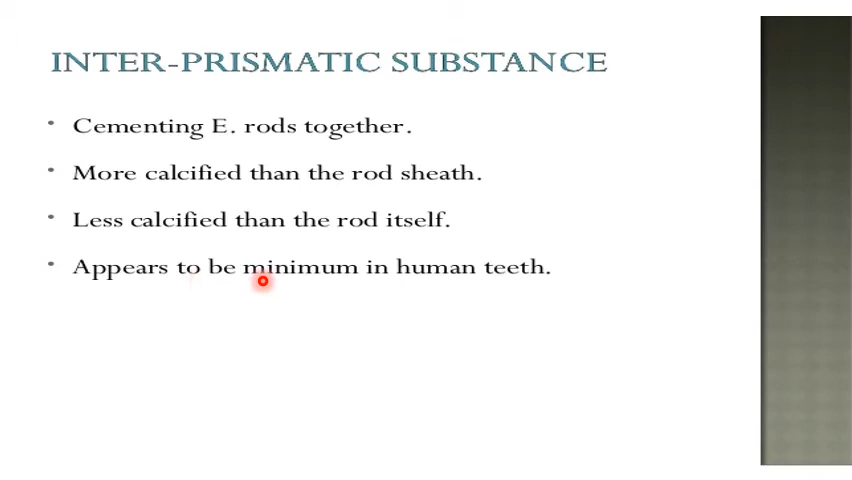 INTER-PRISMATIC SUBSTANCE
• Cementing E. rods together.
• More calcified than the rod sheath.
• Less calcified than the rod itself.
• Appears to be minimum in human teeth.